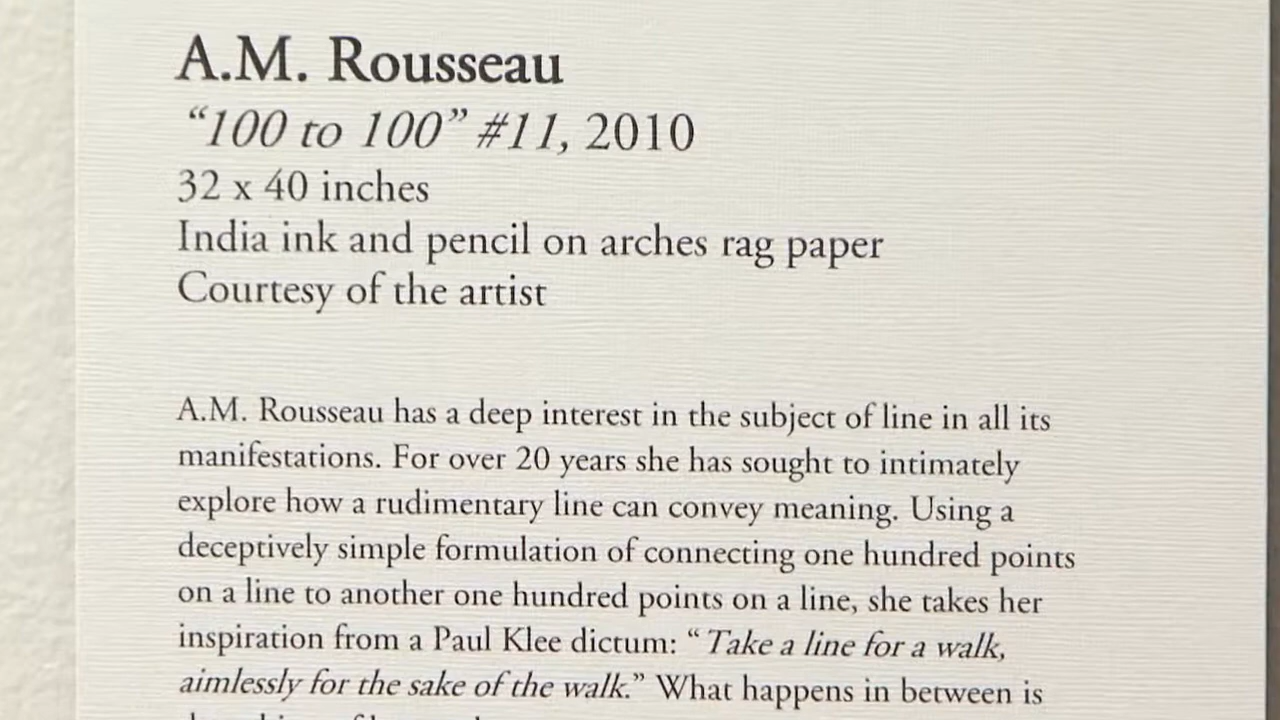 A.M. Rousseau
“100 to 100” #11, 2010
32 x 40 inches
India ink and pencil on arches rag paper
Courtesy of the artist
A.M. Rousseau has a deep interest in the subject of line in all its
manifestations. For over 20 years she has sought to intimately
explore how a rudimentary line can convey meaning. Using a
deceptively simple formulation of connecting one hundred points
on a line to another one hundred points on a line, she takes her
inspiration from a Paul Klee dictum: “Take a line for a walk,
aimlessly for the sake of the walk.” What happens in between is